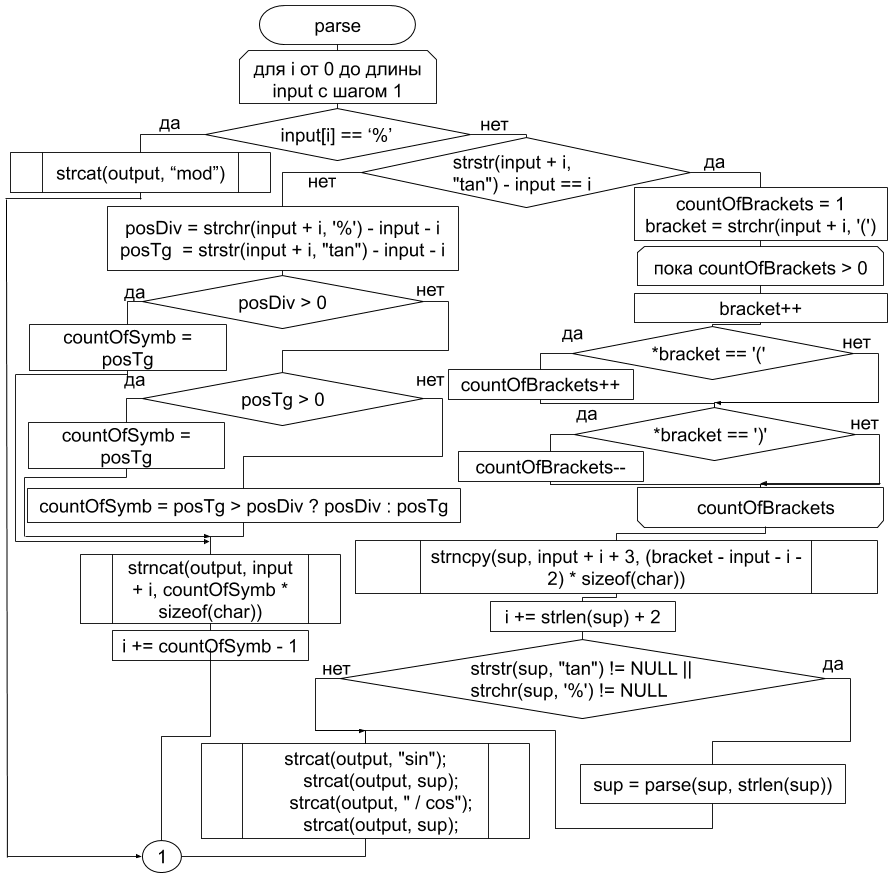 parse
для i от 0 до длины
input с шагом 1
да
input[i] == ‘%’
нет
strcat(output, “mod”)
strstr(input + i,
"tan") - input == i
нет
да
posDiv = strchr(input + i, '%') - input - i
posTg = strstr(input + i, "tan") - input - i
countOfBrackets = 1
bracket = strchr(input + i, '(')
пока countOfBrackets > 0
bracket++
да
posDiv > 0
нет
countOfSymb =
posTg
да
*bracket == '('
нет
countOfBrackets++
да
posTg > 0
нет
countOfSymb =
posTg
да
*bracket == ')'
нет
countOfBrackets--
countOfSymb = posTg > posDiv ? posDiv : posTg
countOfBrackets
strncat(output, input
+ i, countOfSymb *
sizeof(char))
strncpy(sup, input + i + 3, (bracket - input - i -
2) * sizeof(char))
i += countOfSymb - 1
i += strlen(sup) + 2
нет
strstr(sup, "tan") != NULL ||
strchr(sup, '%') != NULL
да
strcat(output, "sin");
strcat(output, sup);
strcat(output, " / cos");
strcat(output, sup);
sup = parse(sup, strlen(sup))
1